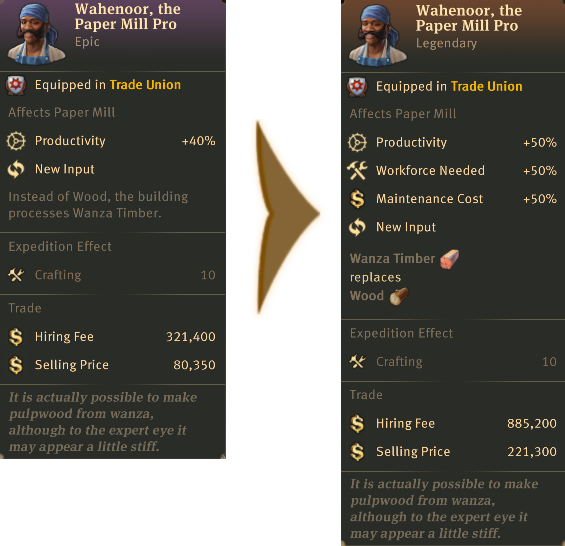 Wahenoor, the
Paper Mill Pro
Epic
Equipped in Trade Union
Affects Paper Mill
Productivity +40%
New Input
Instead of Wood, the building
processes Wanza Timber.
Expedition Effect
Crafting 10
Trade
Hiring Fee 321,400
Selling Price 80,350
It is actually possible to make
pulpwood from wanza,
although to the expert eye it
may appear a little stiff.
Wahenoor, the
Paper Mill Pro
Legendary
Equipped in Trade Union
Affects Paper Mill
Productivity +50%
Workforce Needed +50%
Maintenance Cost +50%
New Input
Wanza Timber
replaces
Wood
Expedition Effect
Crafting 10
Trade
Hiring Fee 885,200
Selling Price 221,300
It is actually possible to make
pulpwood from wanza,
although to the expert eye it
may appear a little stiff.